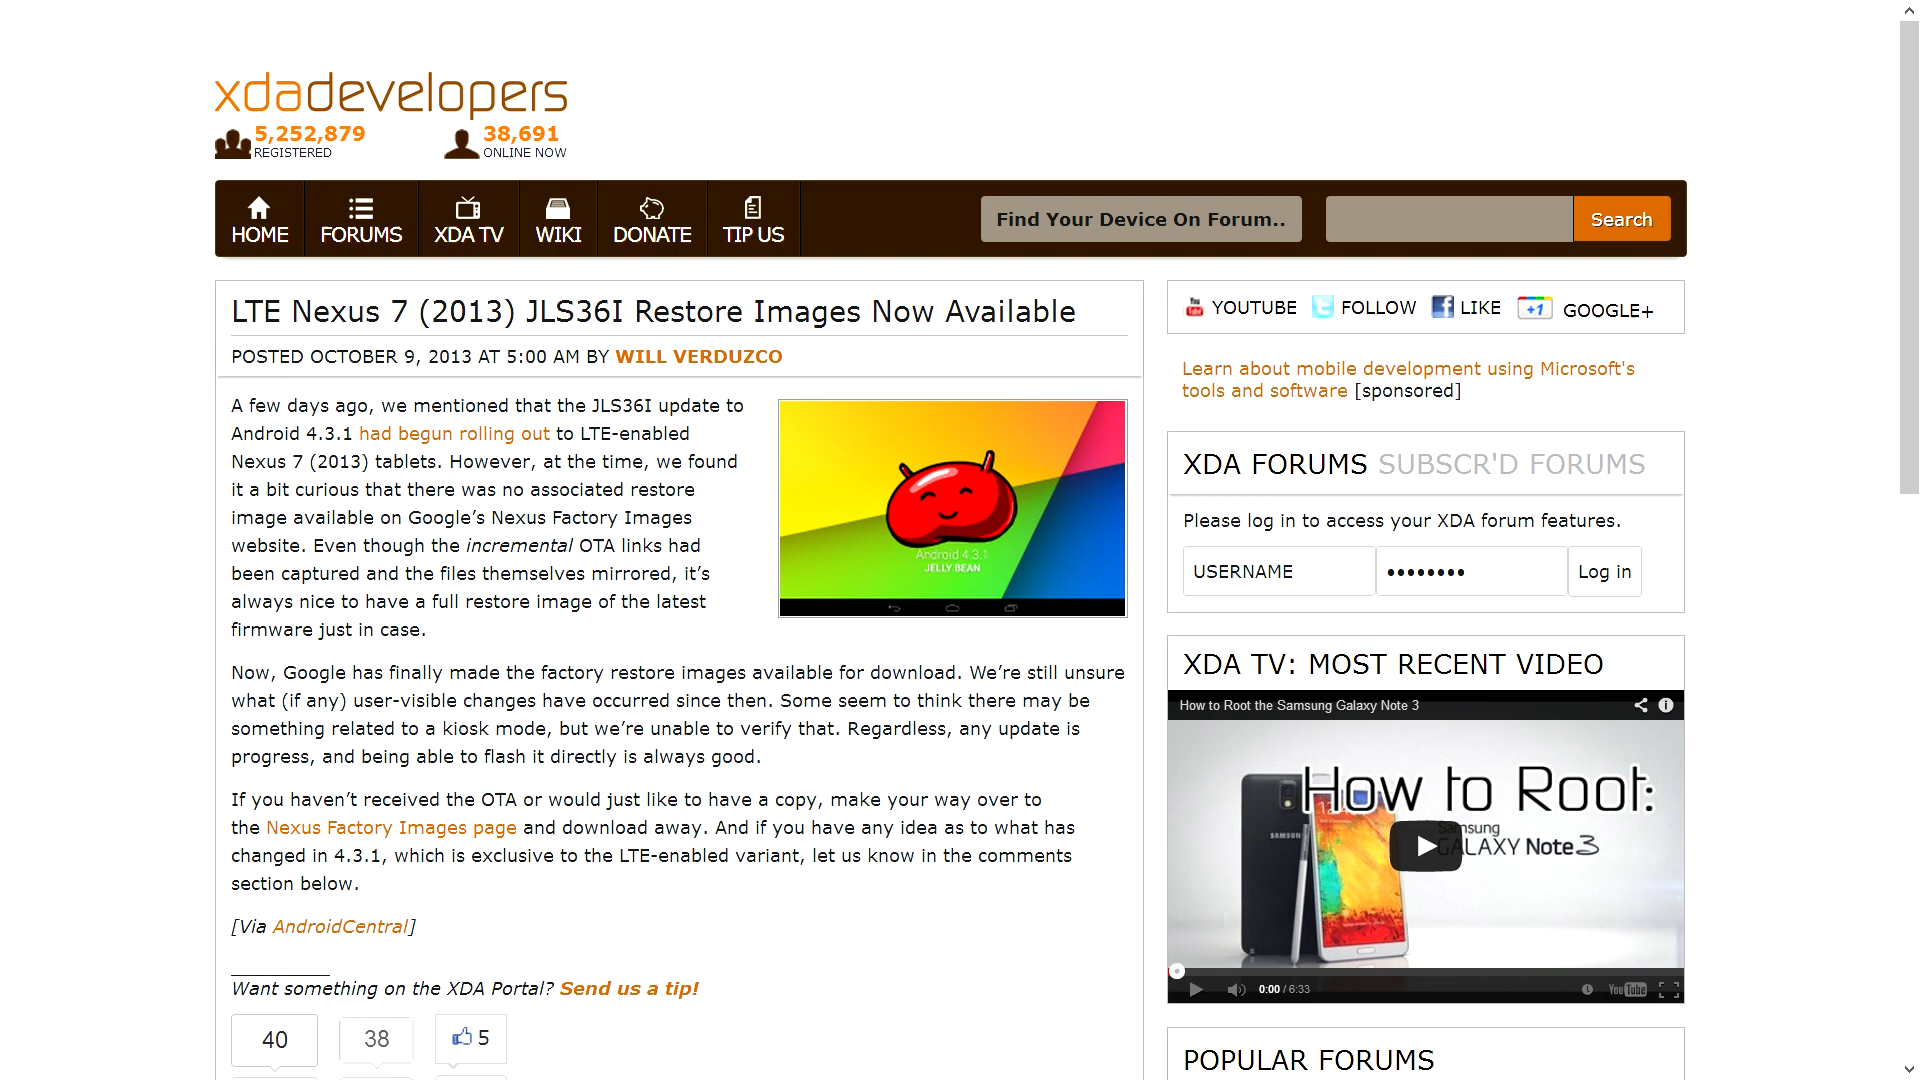 xdadevelopers
5,252,879
REGISTERED
38,691
ONLINE NOW
HOME
FORUMS
XDA TV
WIKI
DONATE
TIP US
Find Your Device On Forum..
Search
LTE Nexus 7 (2013) JLS36I Restore Images Now Available
POSTED OCTOBER 9, 2013 AT 5:00 AM BY WILL VERDUZCO
A few days ago, we mentioned that the JLS36I update to
Android 4.3.1 had begun rolling out to LTE-enabled
Nexus 7 (2013) tablets. However, at the time, we found
it a bit curious that there was no associated restore
image available on Google’s Nexus Factory Images
website. Even though the incremental OTA links had
been captured and the files themselves mirrored, it’s
always nice to have a full restore image of the latest
firmware just in case.
Android 4.3.1
JELLY BEAN
Now, Google has finally made the factory restore images available for download. We’re still unsure
what (if any) user-visible changes have occurred since then. Some seem to think there may be
something related to a kiosk mode, but we’re unable to verify that. Regardless, any update is
progress, and being able to flash it directly is always good.
If you haven’t received the OTA or would just like to have a copy, make your way over to
the Nexus Factory Images page and download away. And if you have any idea as to what has
changed in 4.3.1, which is exclusive to the LTE-enabled variant, let us know in the comments
section below.
[Via AndroidCentral]
Want something on the XDA Portal? Send us a tip!
40
38
5
You Tube YOUTUBE
FOLLOW
LIKE
+1 GOOGLE+
Learn about mobile development using Microsoft's
tools and software [sponsored]
XDA FORUMS SUBSCR'D FORUMS
Please log in to access your XDA forum features.
USERNAME
••••••••
Log in
XDA TV: MOST RECENT VIDEO
How to Root the Samsung Galaxy Note 3
How to Root:
Samsung
GALAXY Note 3
SAMSUNG
0:00 / 6:33
YouTube
POPULAR FORUMS